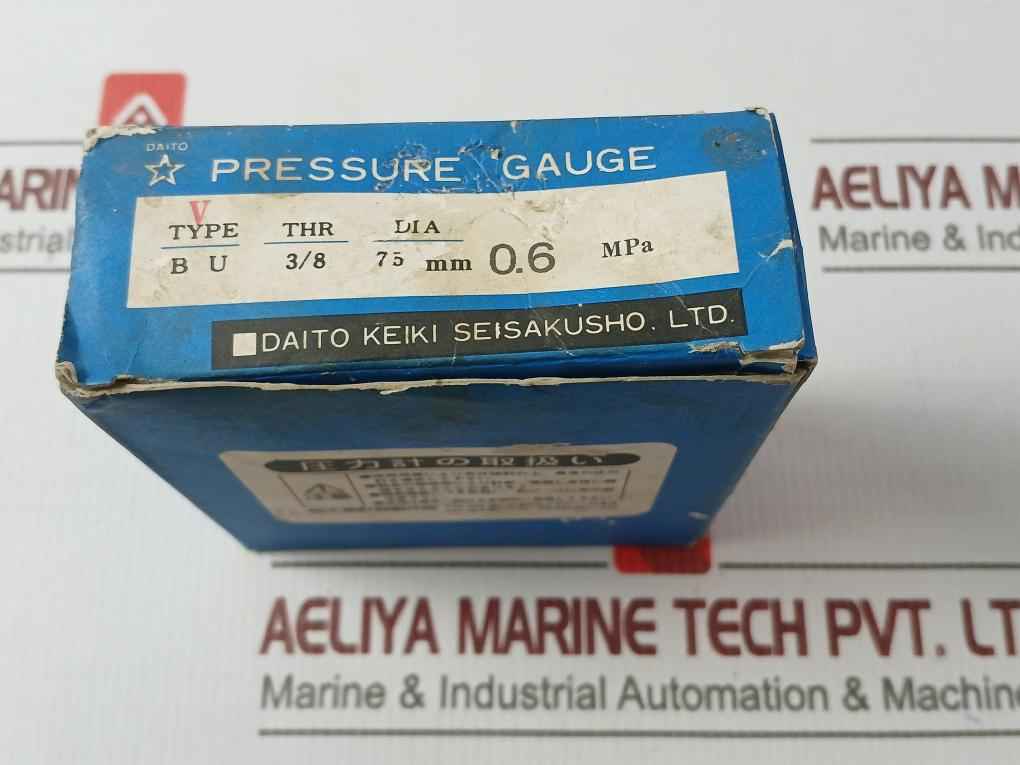 DAITO
PRESSURE GAUGE
V
TYPE THR DIA
B U 3/8 75 mm 0.6 MPa
DAITO KEIKI SEISAKUSHO. LTD.
圧力計の取扱い
AELIYA M
Marine & Ind
AELIYA MARINE TECH PVT. LT
Marine & Industrial Automation & Machine